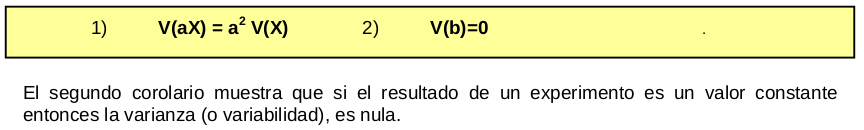 1) V(aX) = a² V(X) 2) V(b)=0 .
El segundo corolario muestra que si el resultado de un experimento es un valor constante
entonces la varianza (o variabilidad), es nula.